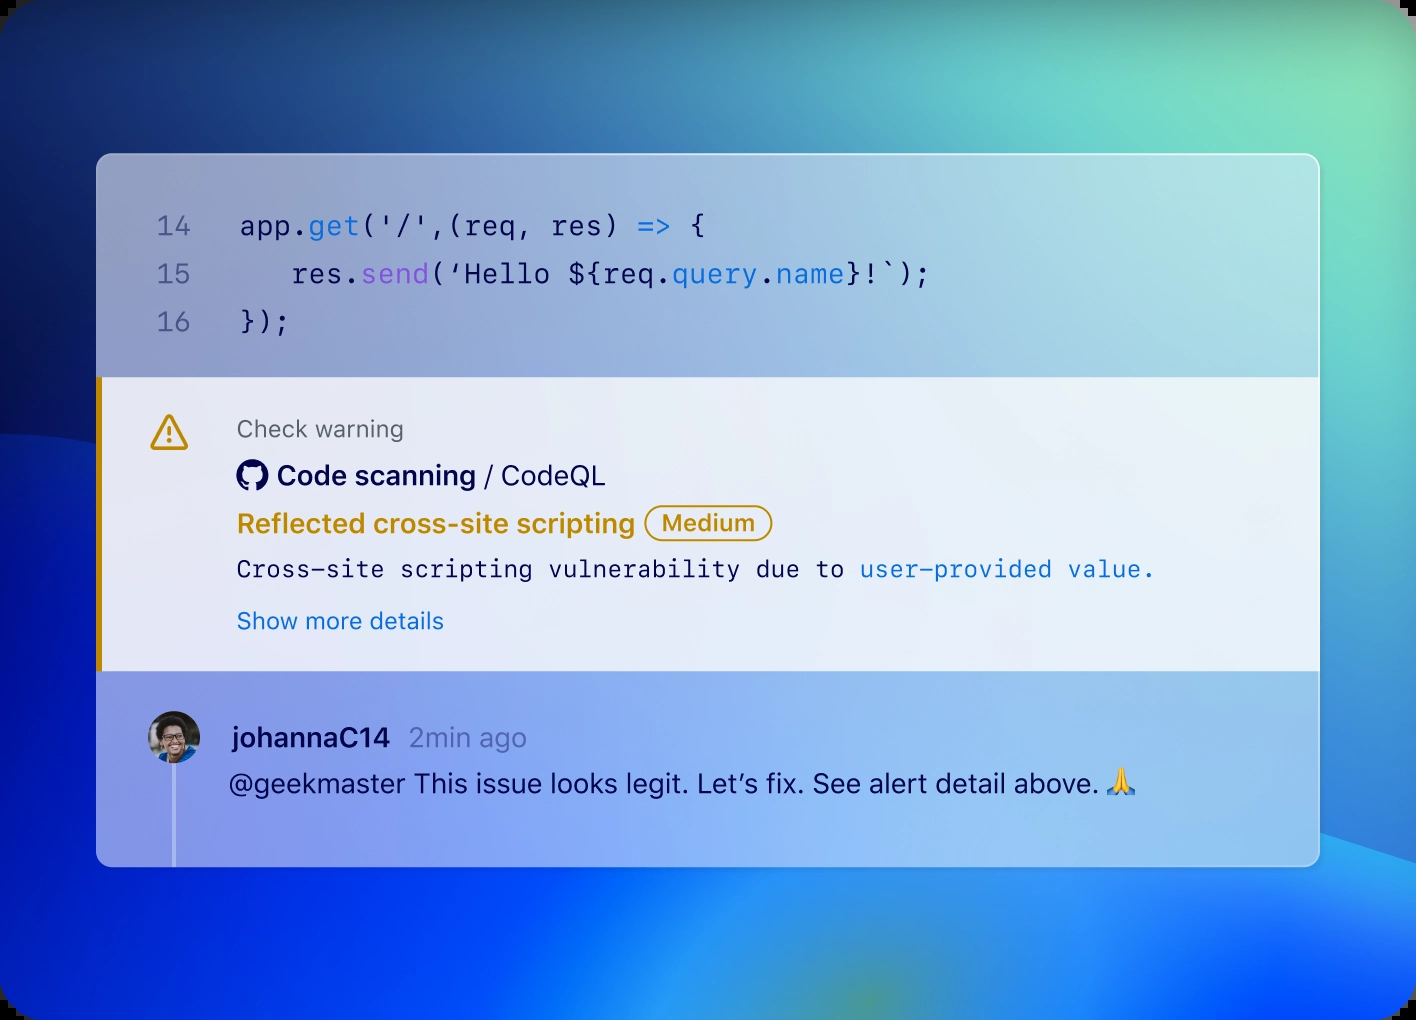 14 app.get('/',(req, res) => {
15 res.send(‘Hello ${req.query.name}!`);
16 });
Check warning
Code scanning / CodeQL
Reflected cross-site scripting Medium
Cross-site scripting vulnerability due to user-provided value.
Show more details
johannaC14 2min ago
@geekmaster This issue looks legit. Let’s fix. See alert detail above. 🙏